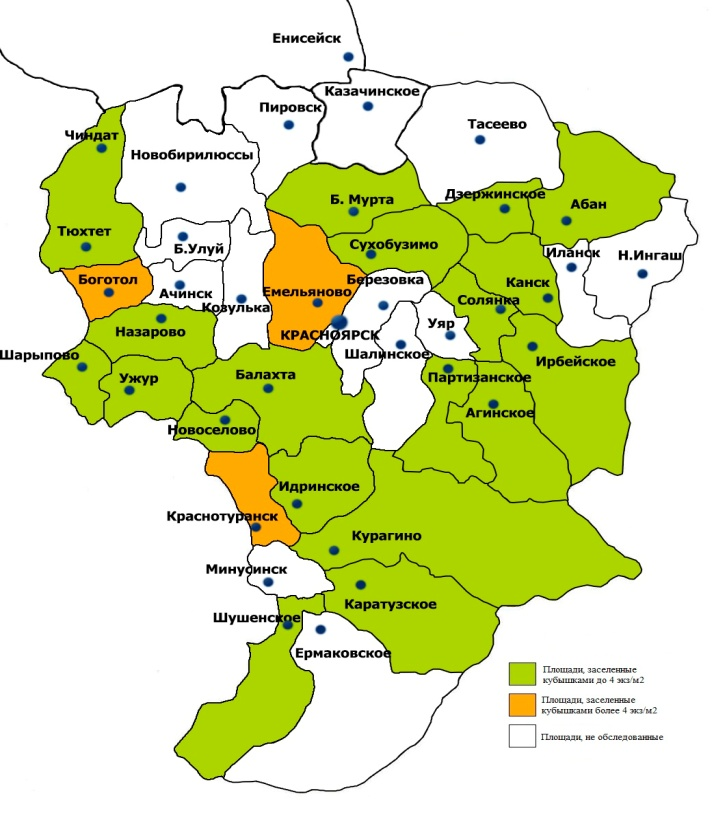 Енисейск
Казачинское
Пировск
Тасеево
Чиндат
Новобирилюссы
Б. Мурта
Дзержинское
Абан
Тюхтет
Б.Улуй
Сухобузимо
Иланск
Н.Ингаш
Боготол
Ачинск
Козулька
Емельяново
Березовка
Солянка
Канск
Назарово
КРАСНОЯРСК
Уяр
Шарыпово
Шалинское
Ирбейское
Ужур
Балахта
Партизанское
Агинское
Новоселово
Идринское
Краснотуранск
Курагино
Минусинск
Каратузское
Шушенское
Ермаковское
Площади, заселенные
кубышками до 4 экз/м2
Площади, заселенные
кубышками более 4 экз/м2
Площади, не обследованные